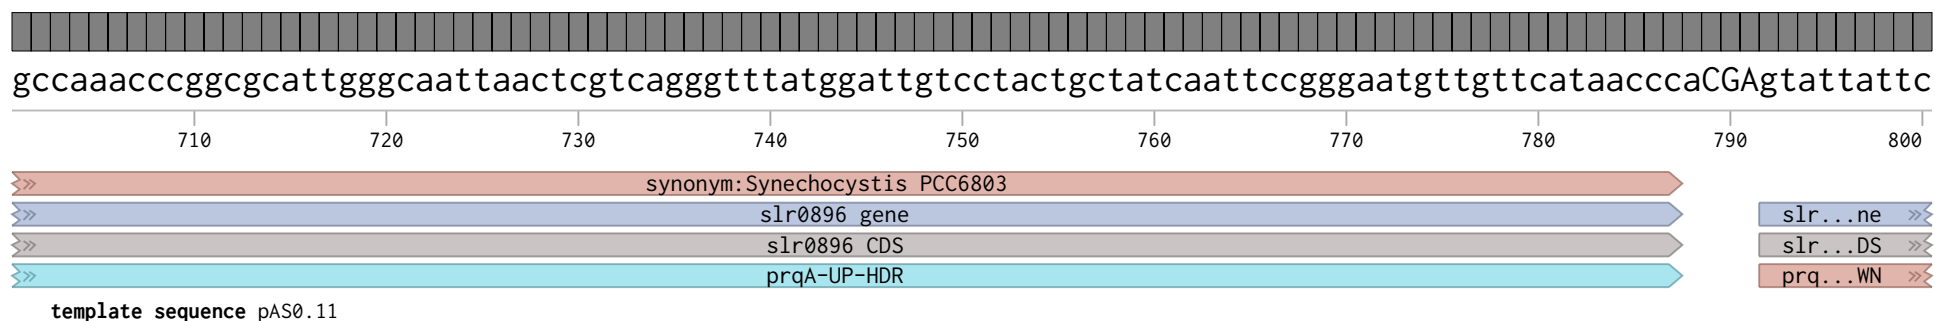 gccaaacccggcgcattgggcaattaactcgtcagggtttatggattgtcctactgctatcaattccgggaatgttgttcataacccaCGAgtattattc
710 720 730 740 750 760 770 780 790 800
synonym:Synechocystis PCC6803
slr0896 gene slr...ne
slr0896 CDS slr...DS
prqA-UP-HDR prq...WN
template sequence pAS0.11